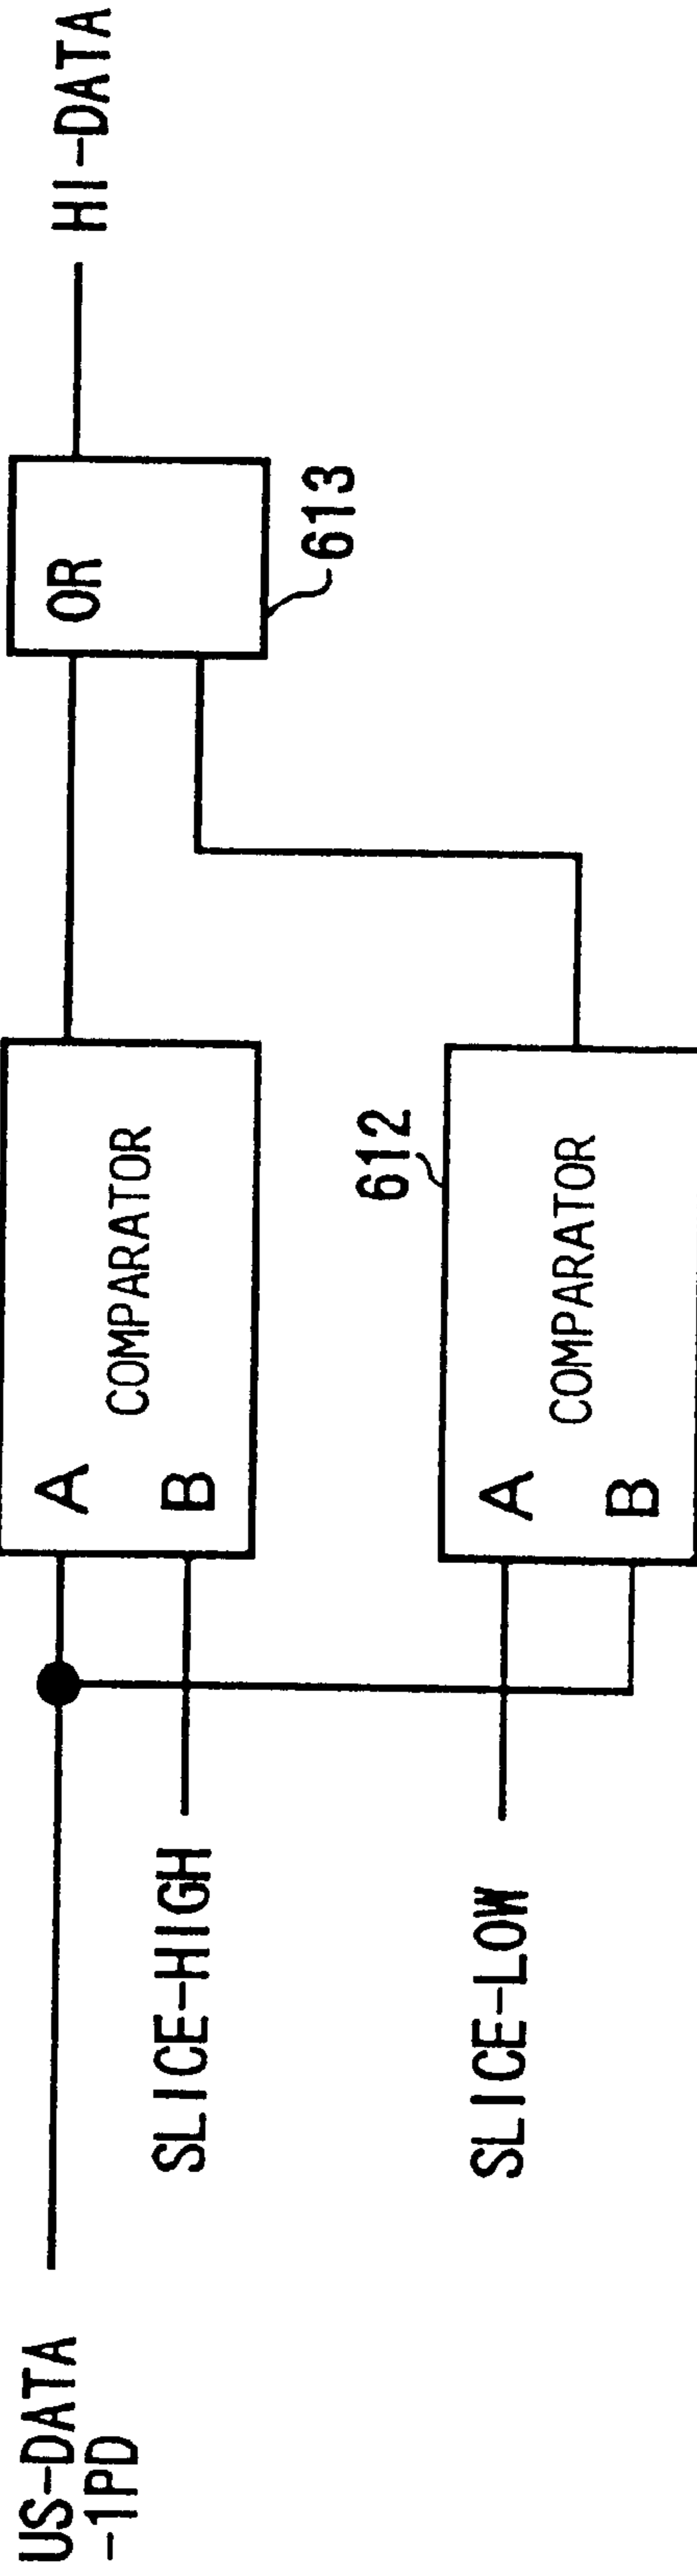 US-DATA
-1PD
SLICE-HIGH
SLICE-LOW
A
B
COMPARATOR
612
A
B
COMPARATOR
OR
613
HI-DATA